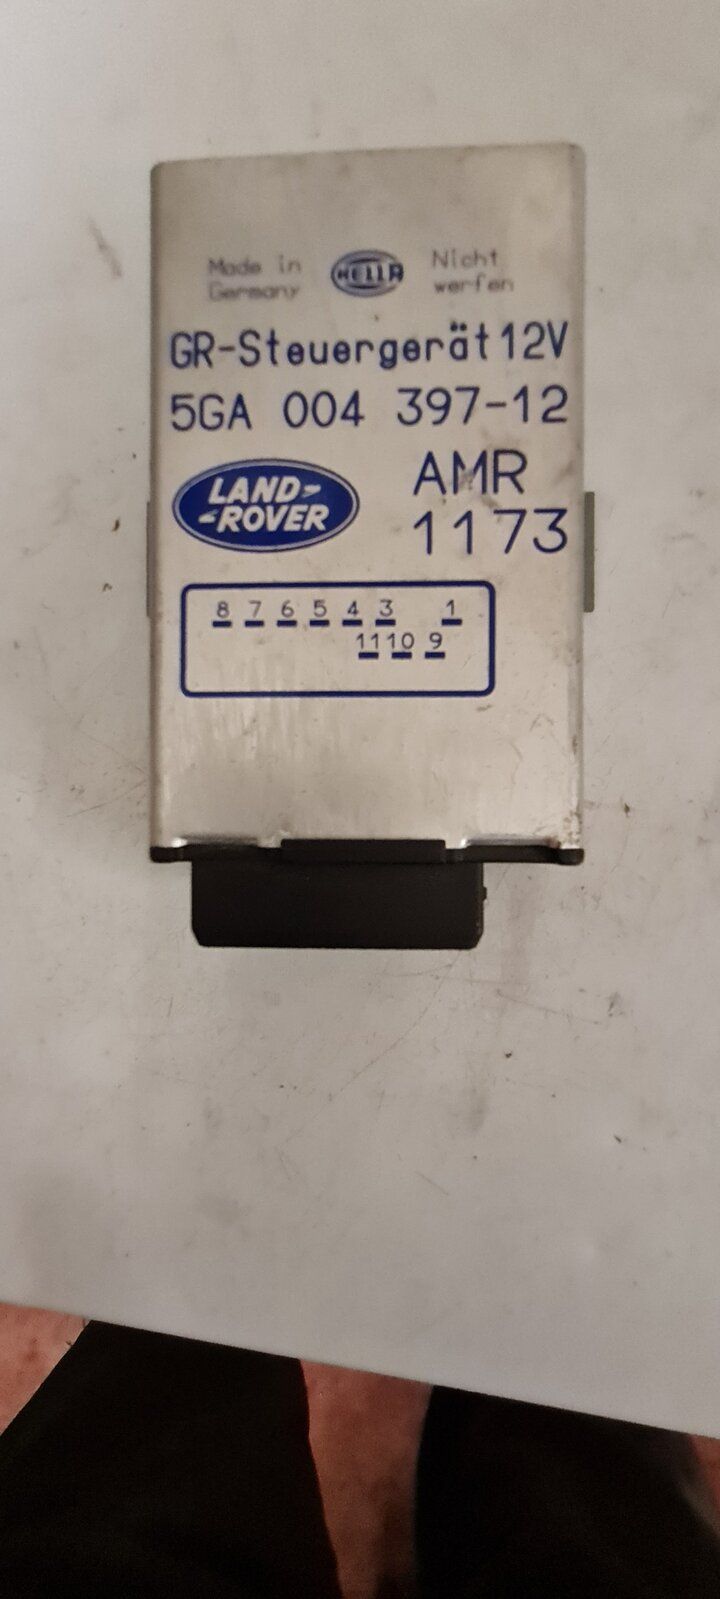 Made in
Germany
HELLA
Nicht
werfen
GR-Steuergerät 12V
5GA 004 397-12
LAND-
-ROVER
AMR
1173
8 7 6 5 4 3 1
11 10 9